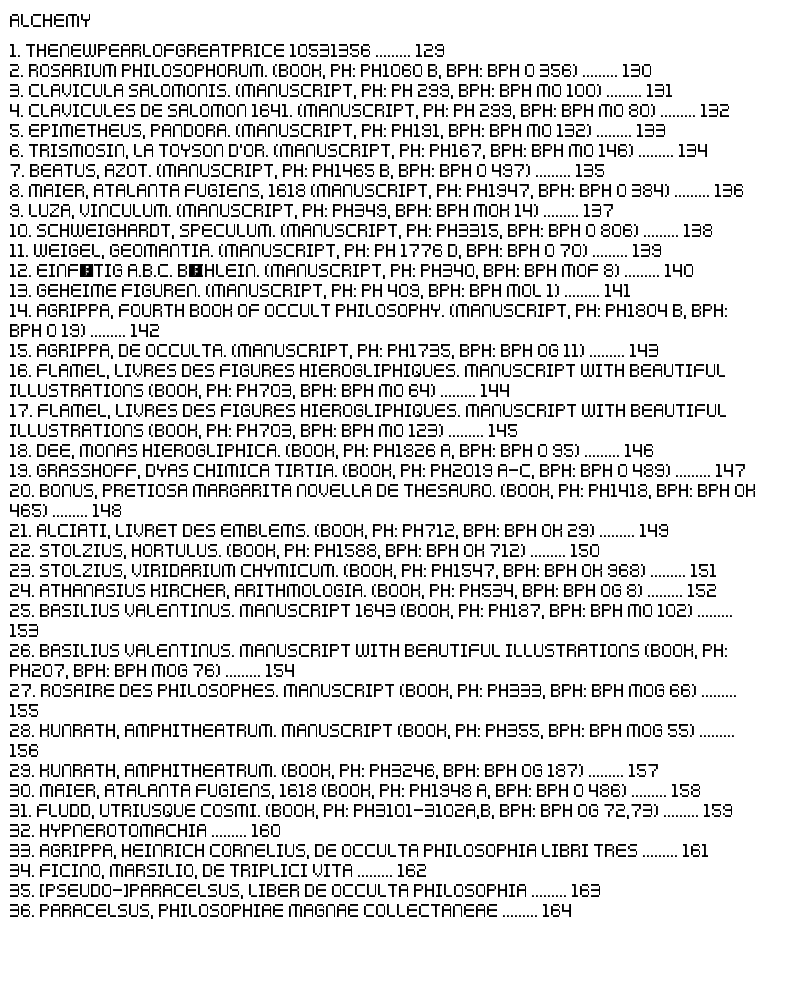 ALCHEMY
1. THENEWPEARLOFGREATPRICE 10531356 ......... 129
2. ROSARIUM PHILOSOPHORUM. (BOOK, PH: PH1060 B, BPH: BPH O 356) ......... 130
3. CLAVICULA SALOMONIS. (MANUSCRIPT, PH: PH 299, BPH: BPH MO 100) ......... 131
4. CLAVICULES DE SALOMON 1641. (MANUSCRIPT, PH: PH 299, BPH: BPH MO 80) ......... 132
5. EPIMETHEUS, PANDORA. (MANUSCRIPT, PH: PH191, BPH: BPH MO 132) ......... 133
6. TRISMOSIN, LA TOYSON D'OR. (MANUSCRIPT, PH: PH167, BPH: BPH MO 146) ......... 134
7. BEATUS, AZOT. (MANUSCRIPT, PH: PH1465 B, BPH: BPH O 497) ......... 135
8. MAIER, ATALANTA FUGIENS, 1618 (MANUSCRIPT, PH: PH1947, BPH: BPH O 384) ......... 136
9. LUZA, VINCULUM. (MANUSCRIPT, PH: PH349, BPH: BPH MOK 14) ......... 137
10. SCHWEIGHARDT, SPECULUM. (MANUSCRIPT, PH: PH3315, BPH: BPH O 806) ......... 138
11. WEIGEL, GEOMANTIA. (MANUSCRIPT, PH: PH 1776 D, BPH: BPH O 70) ......... 139
12. EINF�TIG A.B.C. B�HLEIN. (MANUSCRIPT, PH: PH340, BPH: BPH MOF 8) ......... 140
13. GEHEIME FIGUREN. (MANUSCRIPT, PH: PH 409, BPH: BPH MOL 1) ......... 141
14. AGRIPPA, FOURTH BOOK OF OCCULT PHILOSOPHY. (MANUSCRIPT, PH: PH1804 B, BPH:
BPH O 19) ......... 142
15. AGRIPPA, DE OCCULTA. (MANUSCRIPT, PH: PH1735, BPH: BPH OG 11) ......... 143
16. FLAMEL, LIVRES DES FIGURES HIEROGLIPHIQUES. MANUSCRIPT WITH BEAUTIFUL
ILLUSTRATIONS (BOOK, PH: PH703, BPH: BPH MO 64) ......... 144
17. FLAMEL, LIVRES DES FIGURES HIEROGLIPHIQUES. MANUSCRIPT WITH BEAUTIFUL
ILLUSTRATIONS (BOOK, PH: PH703, BPH: BPH MO 123) ......... 145
18. DEE, MONAS HIEROGLIPHICA. (BOOK, PH: PH1826 A, BPH: BPH O 95) ......... 146
19. GRASSHOFF, DYAS CHIMICA TIRTIA. (BOOK, PH: PH2019 A-C, BPH: BPH O 489) ......... 147
20. BONUS, PRETIOSA MARGARITA NOVELLA DE THESAURO. (BOOK, PH: PH1418, BPH: BPH OK
465) ......... 148
21. ALCIATI, LIVRET DES EMBLEMS. (BOOK, PH: PH712, BPH: BPH OK 29) ......... 149
22. STOLZIUS, HORTULUS. (BOOK, PH: PH1588, BPH: BPH OK 712) ......... 150
23. STOLZIUS, VIRIDARIUM CHYMICUM. (BOOK, PH: PH1547, BPH: BPH OK 968) ......... 151
24. ATHANASIUS KIRCHER, ARITHMOLOGIA. (BOOK, PH: PH534, BPH: BPH OG 8) ......... 152
25. BASILIUS VALENTINUS. MANUSCRIPT 1643 (BOOK, PH: PH187, BPH: BPH MO 102) .........
153
26. BASILIUS VALENTINUS. MANUSCRIPT WITH BEAUTIFUL ILLUSTRATIONS (BOOK, PH:
PH207, BPH: BPH MOG 76) ......... 154
27. ROSAIRE DES PHILOSOPHES. MANUSCRIPT (BOOK, PH: PH333, BPH: BPH MOG 66) .........
155
28. KUNRATH, AMPHITHEATRUM. MANUSCRIPT (BOOK, PH: PH355, BPH: BPH MOG 55) .........
156
29. KUNRATH, AMPHITHEATRUM. (BOOK, PH: PH3246, BPH: BPH OG 187) ......... 157
30. MAIER, ATALANTA FUGIENS, 1618 (BOOK, PH: PH1948 A, BPH: BPH O 486) ......... 158
31. FLUDD, UTRIUSQUE COSMI. (BOOK, PH: PH3101-3102A,B, BPH: BPH OG 72,73) ......... 159
32. HYPNEROTOMACHIA ......... 160
33. AGRIPPA, HEINRICH CORNELIUS, DE OCCULTA PHILOSOPHIA LIBRI TRES ......... 161
34. FICINO, MARSILIO, DE TRIPLICI VITA ......... 162
35. [PSEUDO-]PARACELSUS, LIBER DE OCCULTA PHILOSOPHIA ......... 163
36. PARACELSUS, PHILOSOPHIAE MAGNAE COLLECTANEAE ......... 164